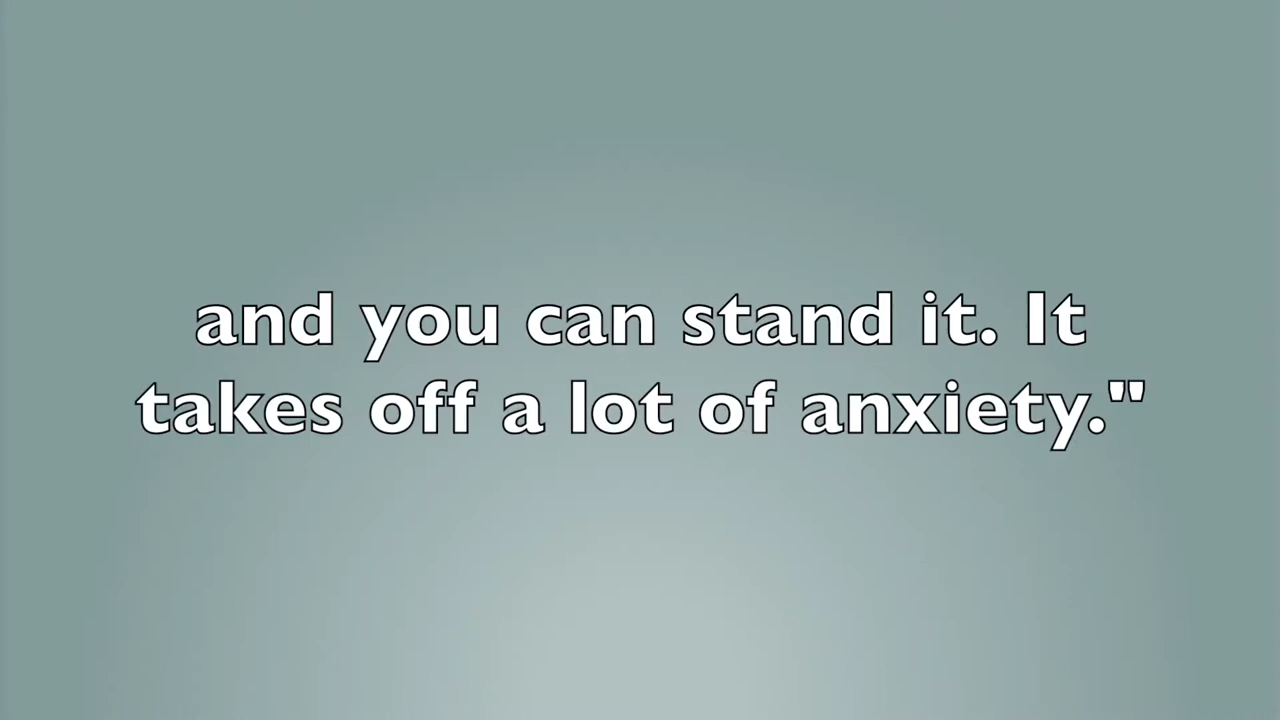 and you can stand it. It
takes off a lot of anxiety."